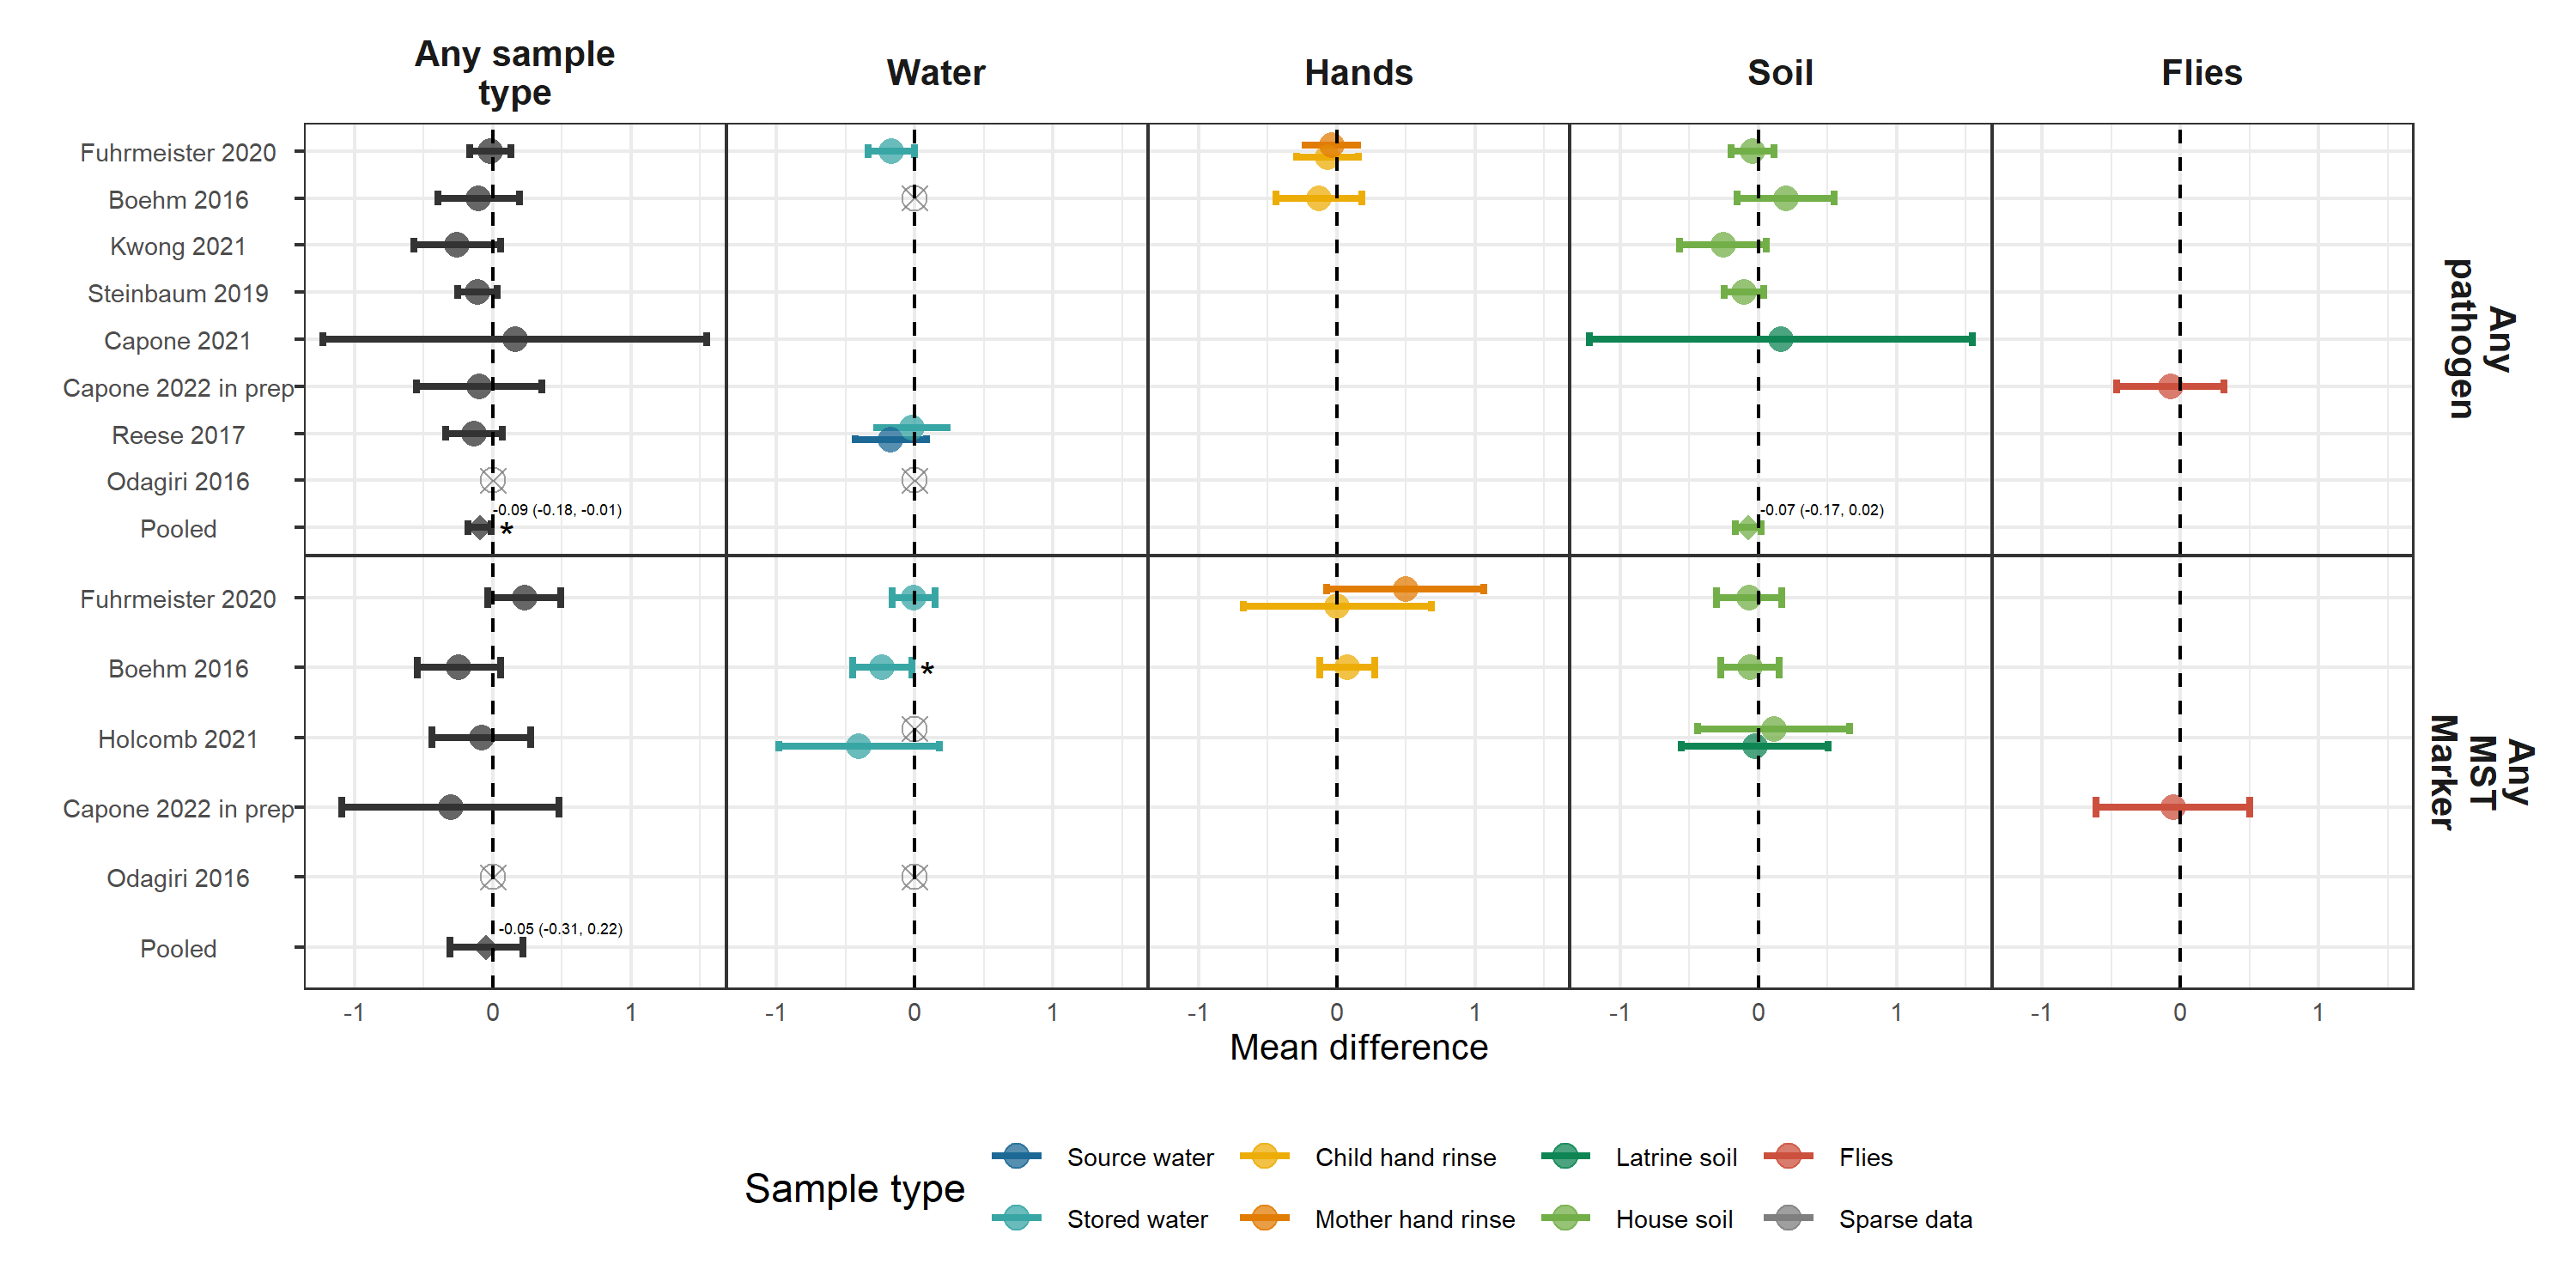 Any sample
type
Water
Hands
Soil
Flies
Fuhrmeister 2020
Boehm 2016
Kwong 2021
Steinbaum 2019
Capone 2021
Capone 2022 in prep
Reese 2017
Odagiri 2016
Pooled
-0.09 (-0.18, -0.01)
*
-0.07 (-0.17, 0.02)
Any
pathogen
Fuhrmeister 2020
Boehm 2016
*
Holcomb 2021
Capone 2022 in prep
Odagiri 2016
Pooled
-0.05 (-0.31, 0.22)
Any
MST
Marker
-1 0 1
-1 0 1
-1 0 1
-1 0 1
-1 0 1
Mean difference
Sample type
Source water
Child hand rinse
Latrine soil
Flies
Stored water
Mother hand rinse
House soil
Sparse data